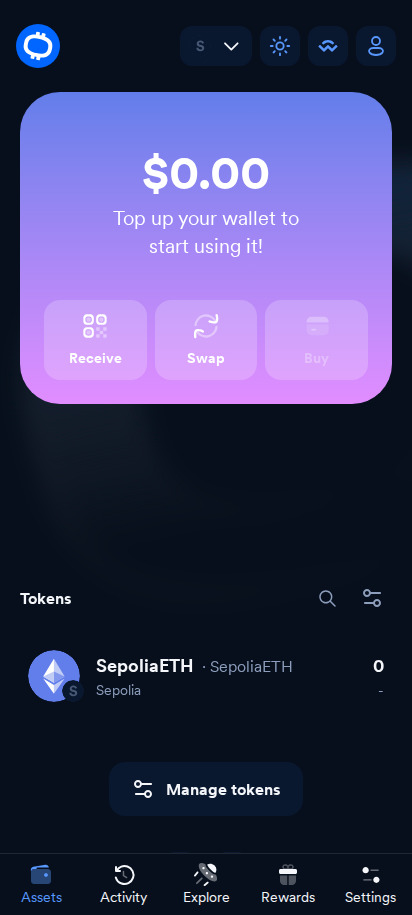 S
$0.00
Top up your wallet to
start using it!
Receive
Swap
Buy
Tokens
SepoliaETH · SepoliaETH
0
S
Sepolia
-
Manage tokens
Assets
Activity
Explore
Rewards
Settings